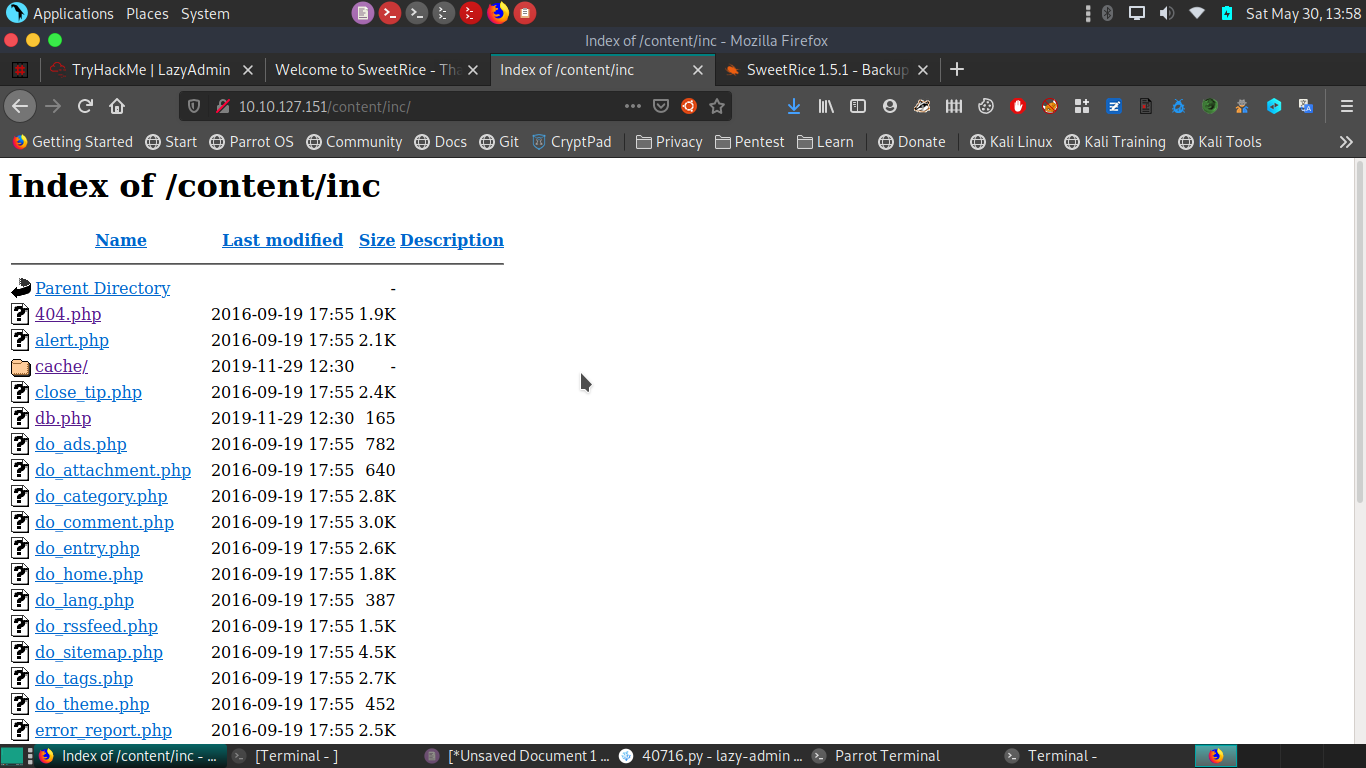 Applications Places System Sat May 30, 13:58
Index of /content/inc - Mozilla Firefox
TryHackMe | LazyAdmin Welcome to SweetRice - Tha Index of /content/inc SweetRice 1.5.1 - Backup
10.10.127.151/content/inc/
Getting Started Start Parrot OS Community Docs Git CryptPad Privacy Pentest Learn Donate Kali Linux Kali Training Kali Tools
Index of /content/inc
Name Last modified Size Description
Parent Directory -
404.php 2016-09-19 17:55 1.9K
alert.php 2016-09-19 17:55 2.1K
cache/ 2019-11-29 12:30 -
close_tip.php 2016-09-19 17:55 2.4K
db.php 2019-11-29 12:30 165
do_ads.php 2016-09-19 17:55 782
do_attachment.php 2016-09-19 17:55 640
do_category.php 2016-09-19 17:55 2.8K
do_comment.php 2016-09-19 17:55 3.0K
do_entry.php 2016-09-19 17:55 2.6K
do_home.php 2016-09-19 17:55 1.8K
do_lang.php 2016-09-19 17:55 387
do_rssfeed.php 2016-09-19 17:55 1.5K
do_sitemap.php 2016-09-19 17:55 4.5K
do_tags.php 2016-09-19 17:55 2.7K
do_theme.php 2016-09-19 17:55 452
error_report.php 2016-09-19 17:55 2.5K
Index of /content/inc - ... [Terminal - ] [*Unsaved Document 1 ... 40716.py - lazy-admin ... Parrot Terminal Terminal -